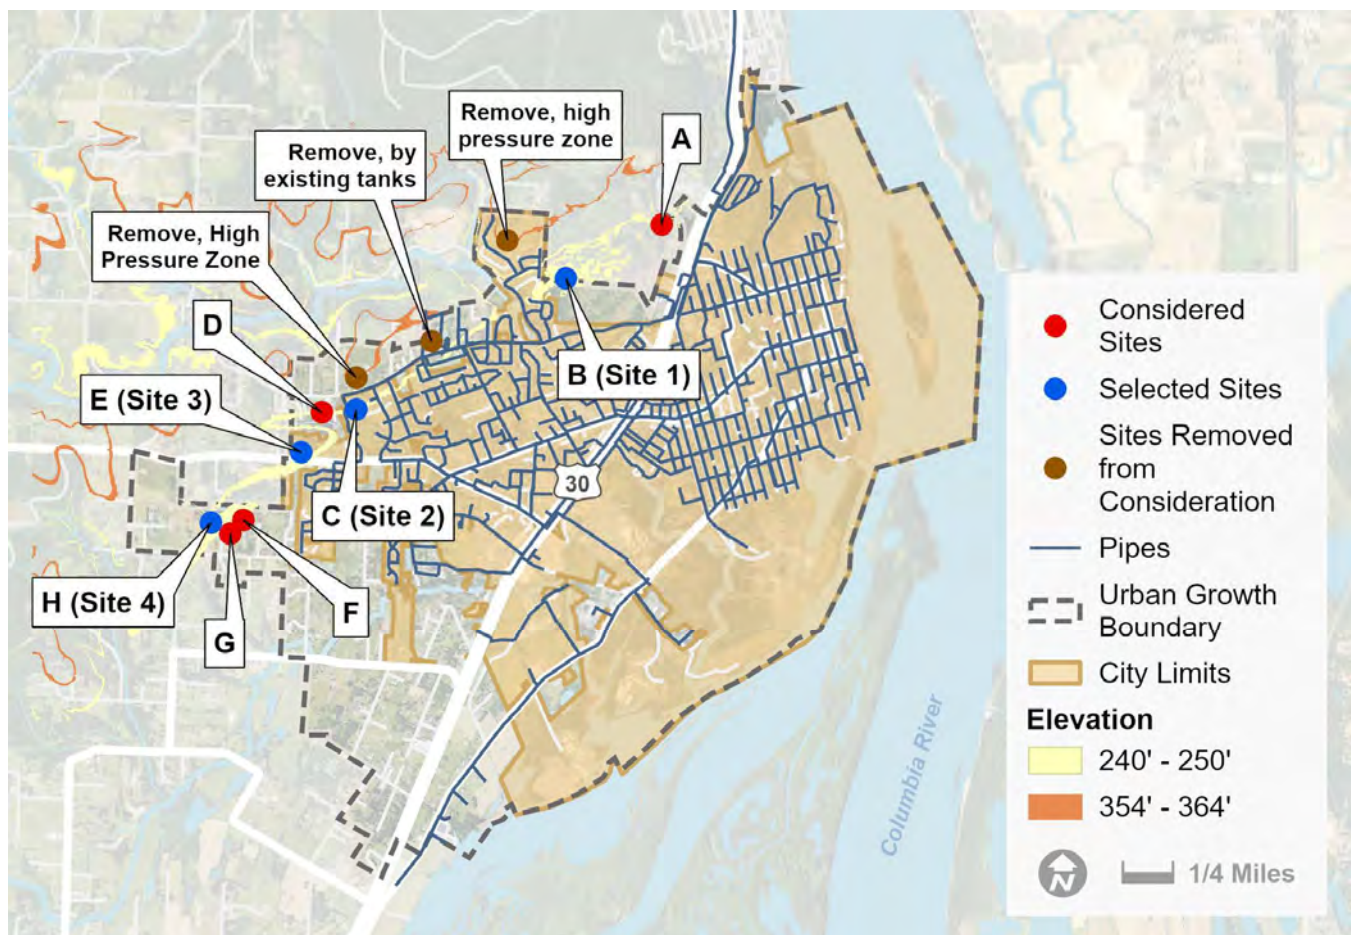 Remove, high
pressure zone
A
Remove, by
existing tanks
Remove, High
Pressure Zone
D
E (Site 3)
B (Site 1)
30
C (Site 2)
H (Site 4)
G
F
Columbia River
Considered
Sites
Selected Sites
Sites Removed
from
Consideration
Pipes
Urban Growth
Boundary
City Limits
Elevation
240' - 250'
354' - 364'
N
1/4 Miles